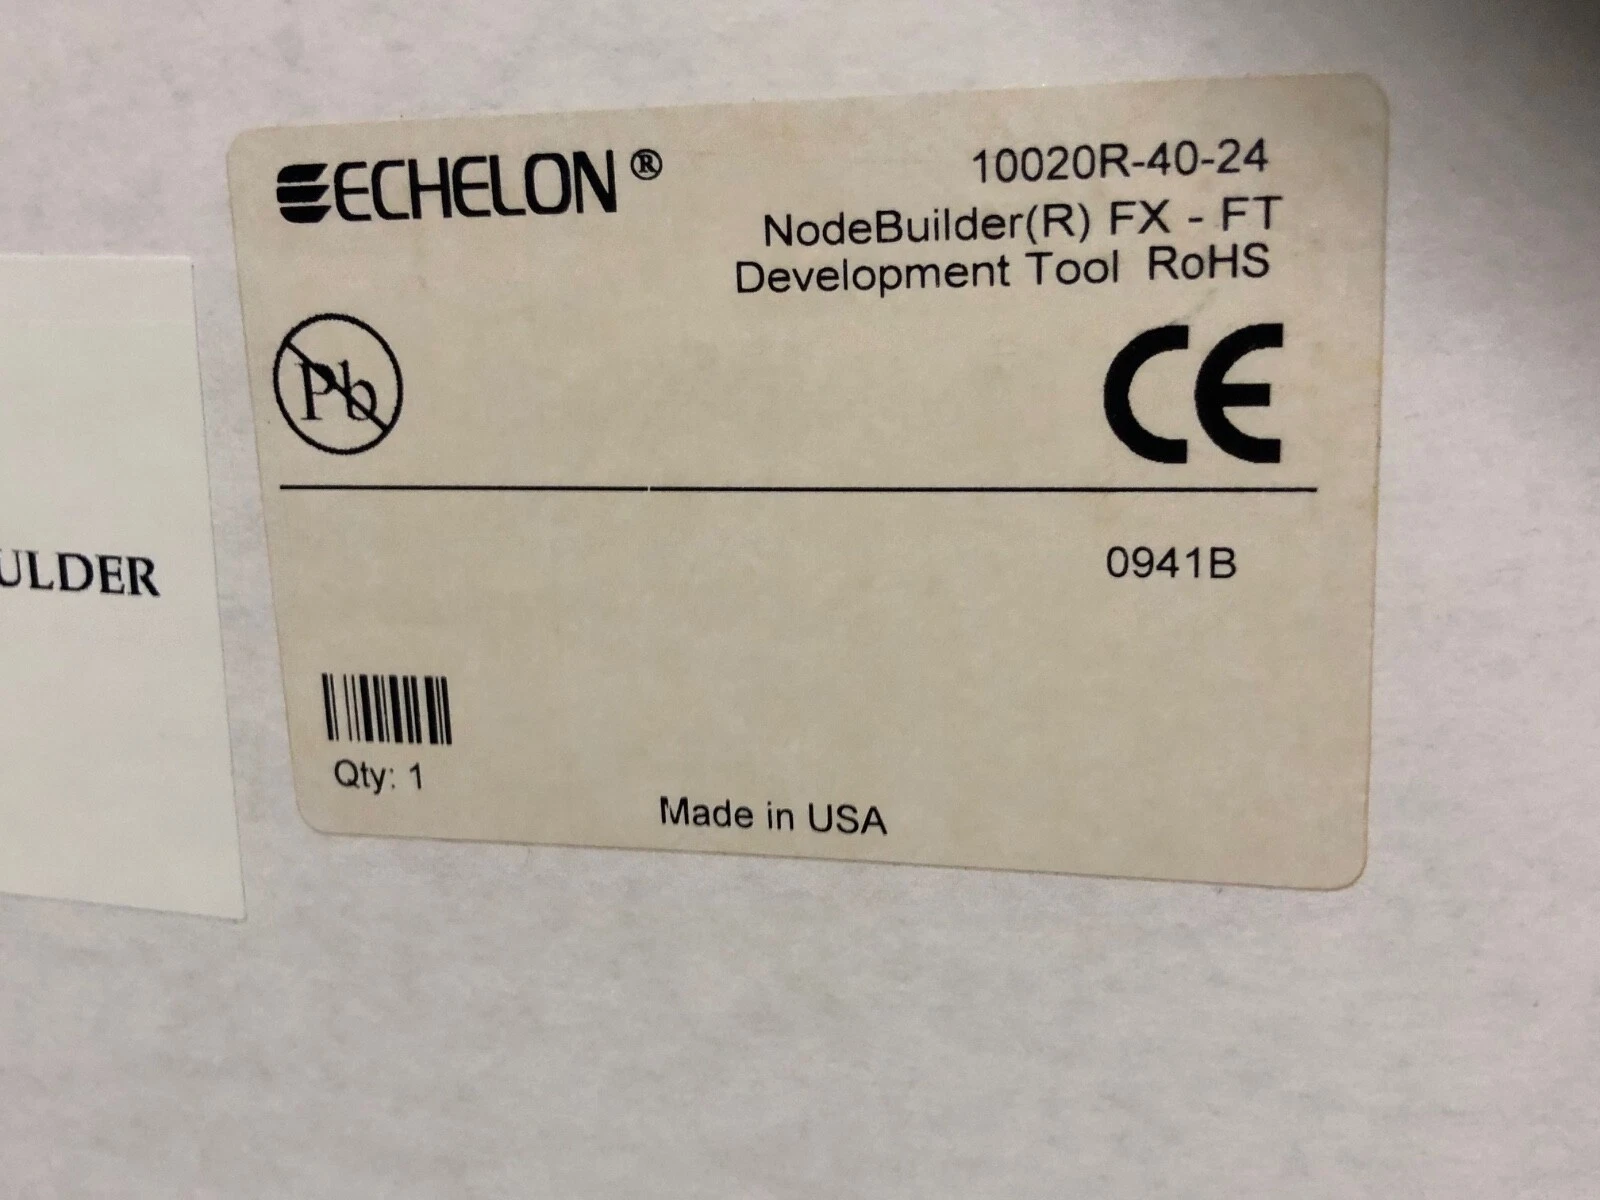 ECHELON®
10020R-40-24
NodeBuilder(R) FX - FT
Development Tool RoHS
Pb
CE
0941B
ULDER
Qty: 1
Made in USA